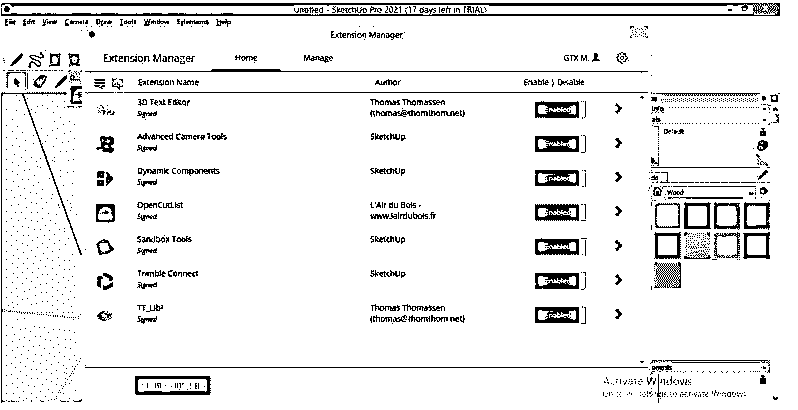 Untitled - SketchUp Pro 2021 (17 days left in TRIAL)
File Edit View Camera Draw Tools Window Extensions Help
Extension Manager
Extension Manager Home Manage GTX M.
Extension Name Author Enable | Disable
3D Text Editor Thomas Thomassen Enabled
Signed (thomas@thomthom.net)
Advanced Camera Tools SketchUp Enabled
Signed
Dynamic Components SketchUp Enabled
Signed
OpenCutList L'Air du Bois - Enabled
Signed www.lairdubois.fr
Sandbox Tools SketchUp Enabled
Signed
Trimble Connect SketchUp Enabled
Signed
TT_Lib² Thomas Thomassen Enabled
Signed (thomas@thomthom.net)
Default
Wood
Activate Windows
Go to Settings to activate Windows.